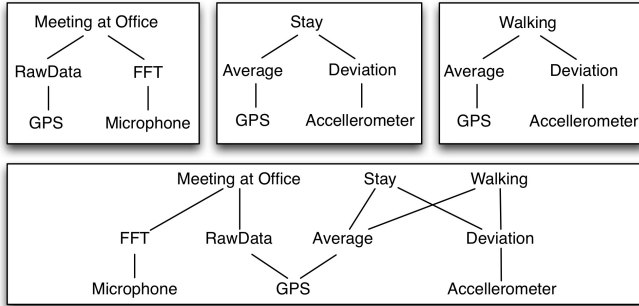 Meeting at Office
RawData FFT
GPS Microphone
Stay
Average Deviation
GPS Accellerometer
Walking
Average Deviation
GPS Accellerometer
Meeting at Office Stay Walking
FFT RawData Average Deviation
Microphone GPS Accellerometer